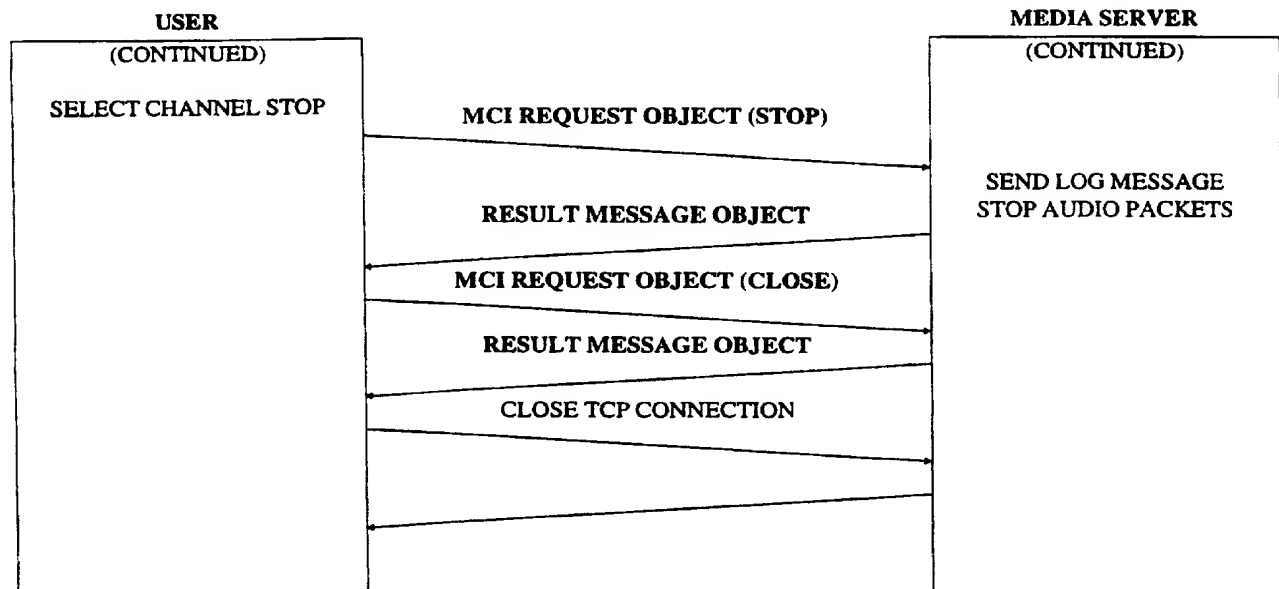 USER
MEDIA SERVER
(CONTINUED)
(CONTINUED)
SELECT CHANNEL STOP
MCI REQUEST OBJECT (STOP)
SEND LOG MESSAGE
STOP AUDIO PACKETS
RESULT MESSAGE OBJECT
MCI REQUEST OBJECT (CLOSE)
RESULT MESSAGE OBJECT
CLOSE TCP CONNECTION